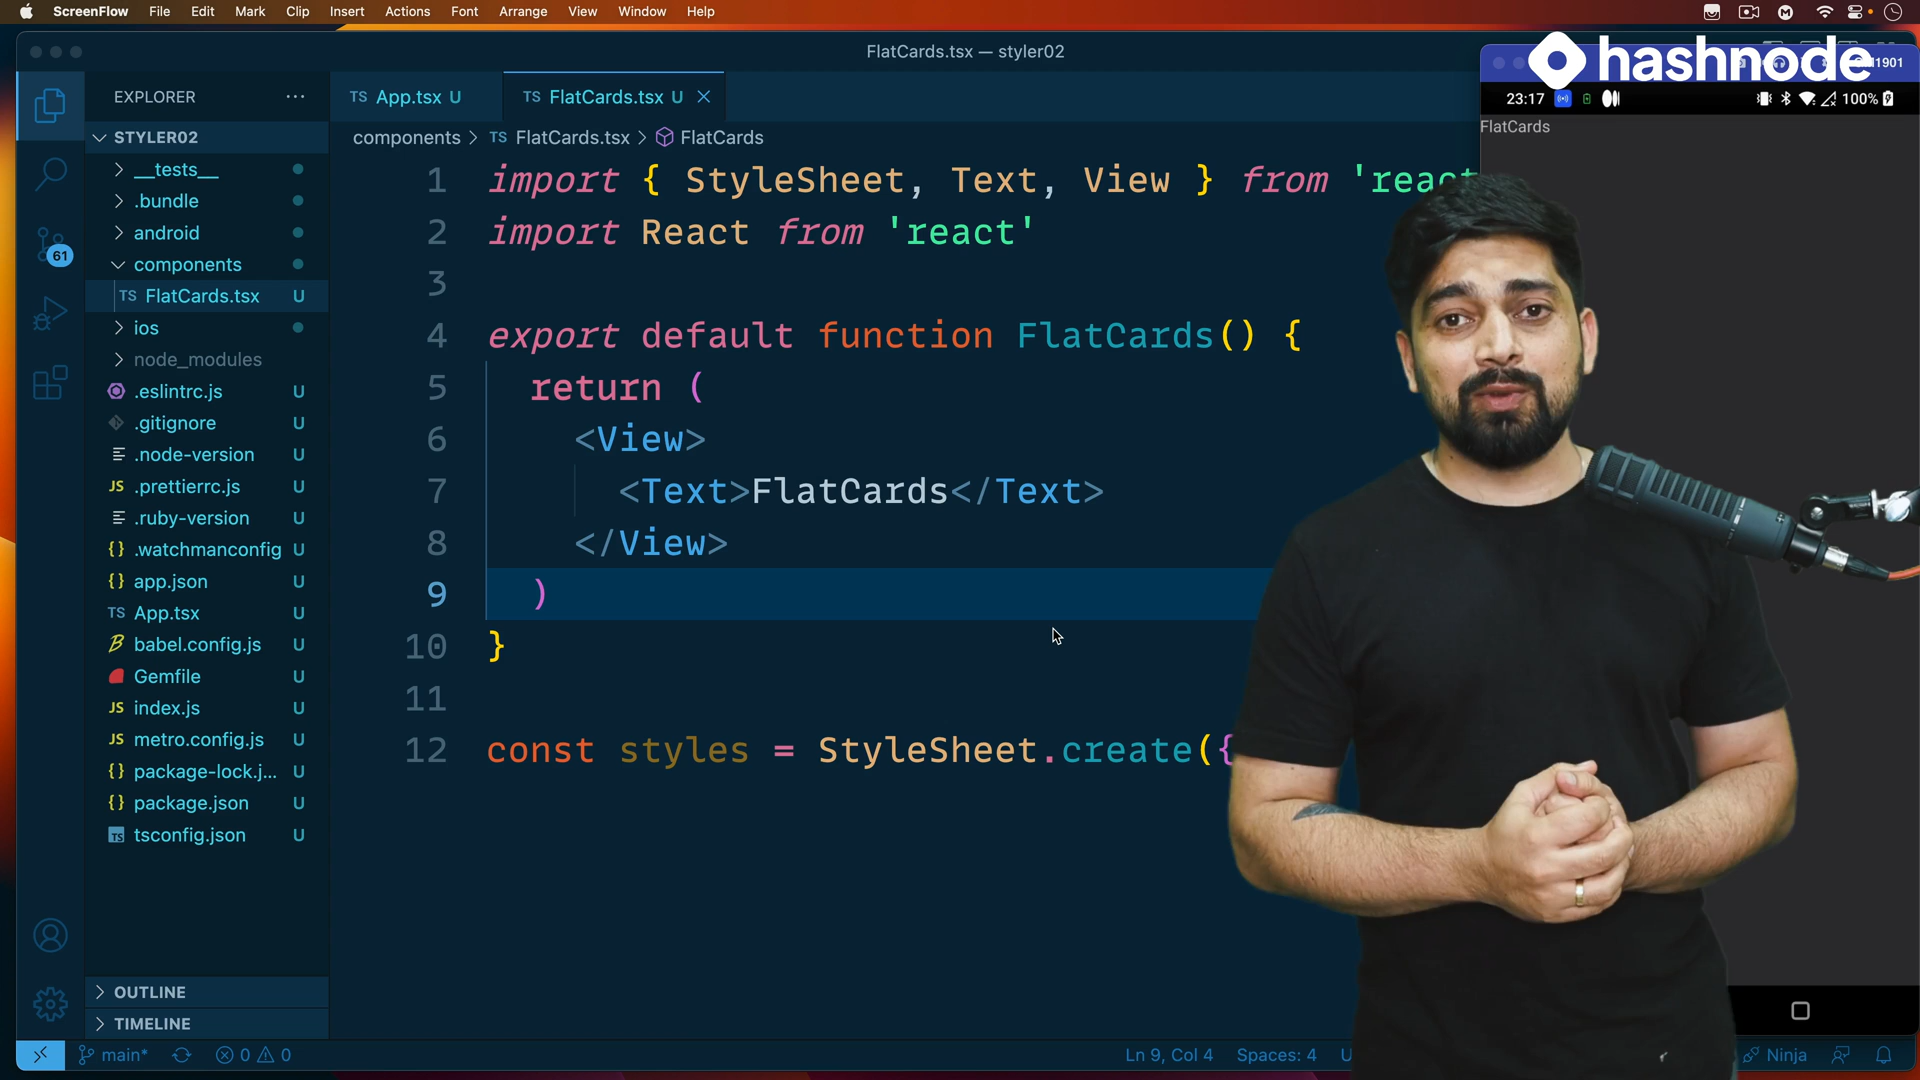 ScreenFlow File Edit Mark Clip Insert Actions Font Arrange View Window Help
FlatCards.tsx — styler02
hashnode
1901
23:17 100%
FlatCards
EXPLORER ...
STYLER02
__tests__
.bundle
android
components
TS FlatCards.tsx U
ios
node_modules
.eslintrc.js U
.gitignore U
.node-version U
JS .prettierrc.js U
.ruby-version U
{} .watchmanconfig U
{} app.json U
TS App.tsx U
babel.config.js U
Gemfile U
JS index.js U
JS metro.config.js U
{} package-lock.j... U
{} package.json U
TS tsconfig.json U
OUTLINE
TIMELINE
61
TS App.tsx U
TS FlatCards.tsx U
components > TS FlatCards.tsx > FlatCards
1 import { StyleSheet, Text, View } from 'react
2 import React from 'react'
3
4 export default function FlatCards() {
5 return (
6 <View>
7 <Text>FlatCards</Text>
8 </View>
9 )
10 }
11
12 const styles = StyleSheet.create({
main* 0 0 Ln 9, Col 4 Spaces: 4 U Ninja